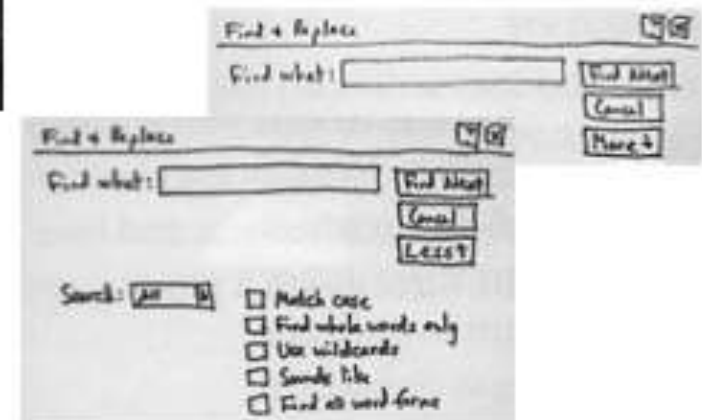 Find & Replace
Find what:
Find Next
Cancel
More ↓
Find & Replace
Find what:
Find Next
Cancel
Less ↑
Search: All
Match case
Find whole words only
Use wildcards
Sounds like
Find all word forms